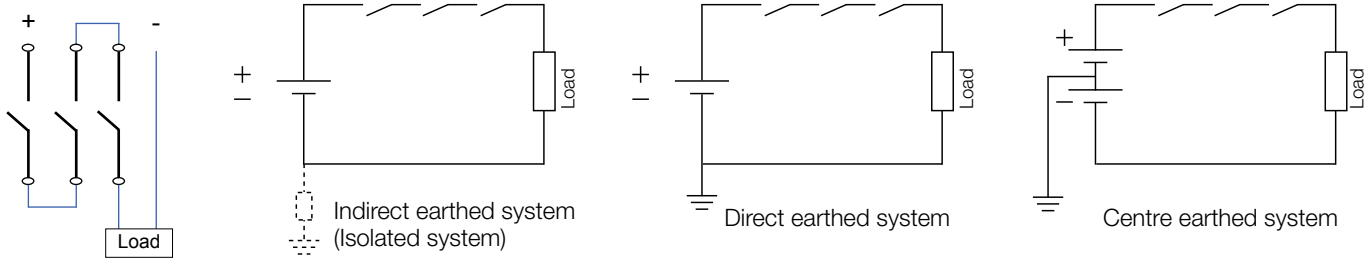 + -
Load
+
–
Load
Indirect earthed system
(Isolated system)
+
–
Load
Direct earthed system
+
–
Load
Centre earthed system